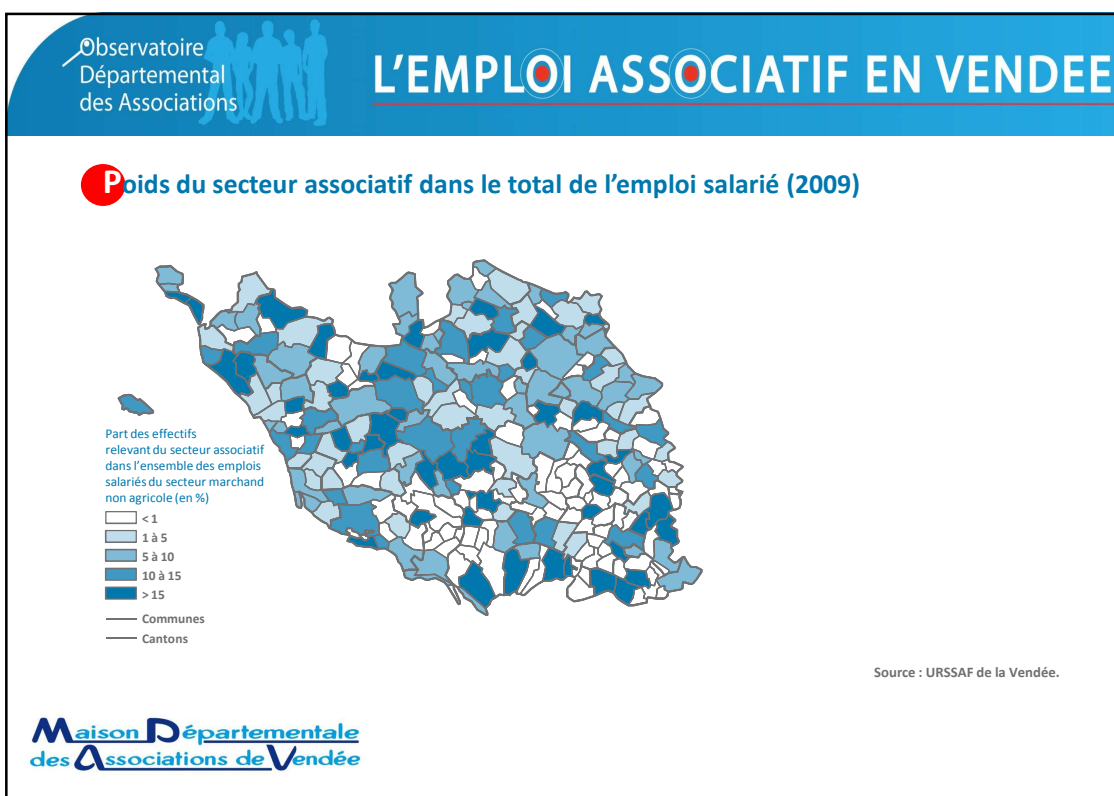 Observatoire
Départemental
des Associations
L'EMPLOI ASSOCIATIF EN VENDEE
Poids du secteur associatif dans le total de l'emploi salarié (2009)
Part des effectifs
relevant du secteur associatif
dans l'ensemble des emplois
salariés du secteur marchand
non agricole (en %)
< 1
1 à 5
5 à 10
10 à 15
> 15
Communes
Cantons
Source : URSSAF de la Vendée.
Maison Départementale
des Associations de Vendée